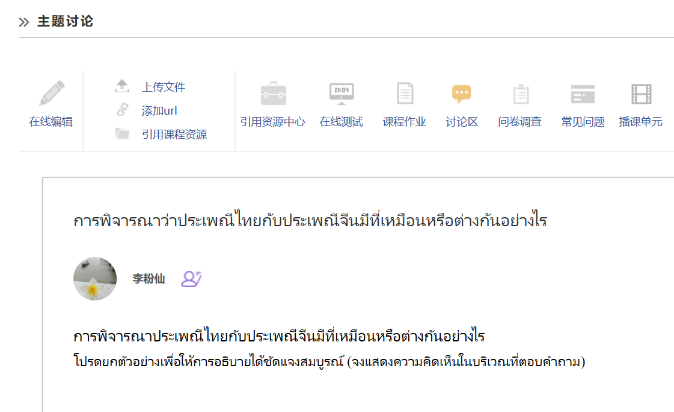 主题讨论
上传文件
添加url
引用课程资源
在线编辑 引用资源中心 在线测试 课程作业 讨论区 问卷调查 常见问题 播课单元
การพิจารณาว่าประเพณีไทยกับประเพณีจีนมีที่เหมือนหรือต่างกันอย่างไร
李粉仙
การพิจารณาประเพณีไทยกับประเพณีจีนมีที่เหมือนหรือต่างกันอย่างไร
โปรดยกตัวอย่างเพื่อให้การอธิบายได้ชัดแจงสมบูรณ์ (จงแสดงความคิดเห็นในบริเวณที่ตอบคำถาม)